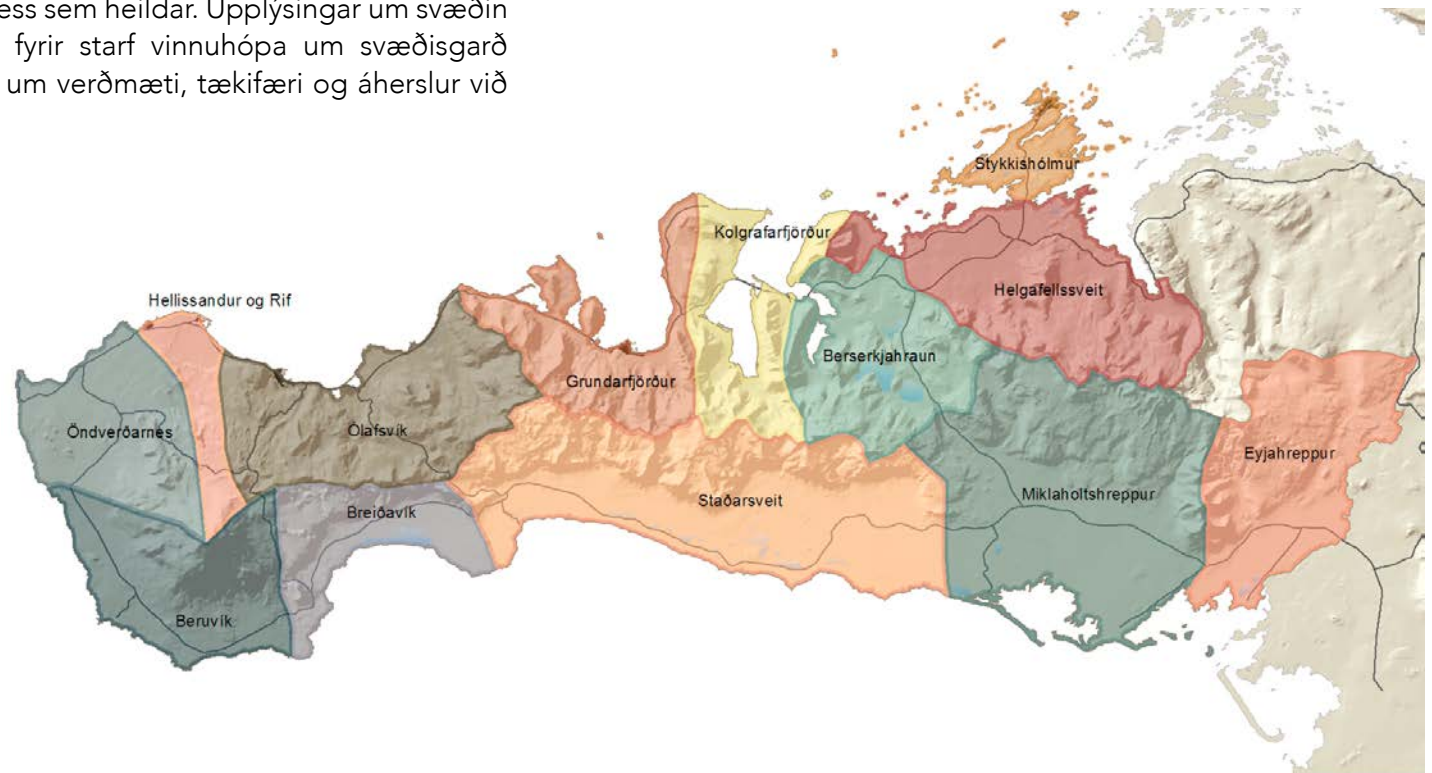 ess sem heildar. Upplýsingar um svæðin
fyrir starf vinnuhópa um svæðisgarð
um verðmæti, tækifæri og áherslur við
Stykkishólmur
Kolgrafarfjörður
Helgafellssveit
Hellissandur og Rif
Berserkjahraun
Grundarfjörður
Öndverðarnes
Ólafsvík
Eyjahreppur
Miklaholtshreppur
Staðarsveit
Breiðavík
Beruvík